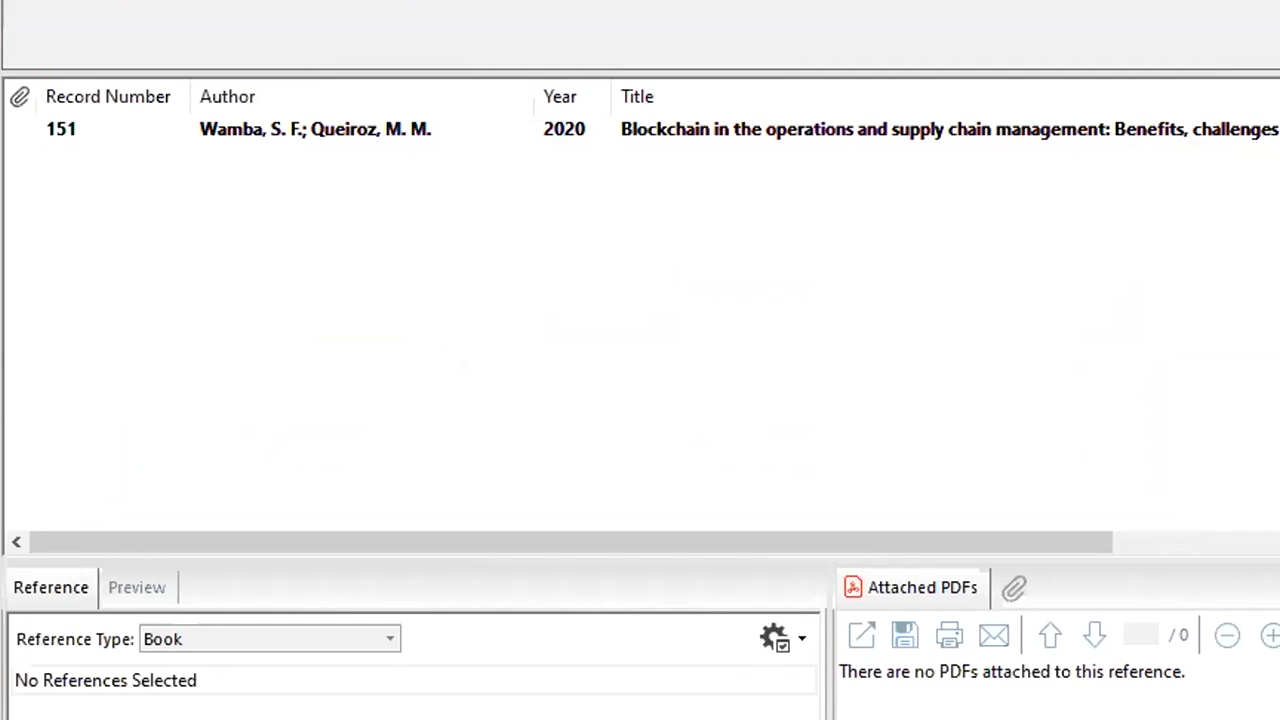 Record Number Author Year Title
151 Wamba, S. F.; Queiroz, M. M. 2020 Blockchain in the operations and supply chain management: Benefits, challenges
Reference Preview Attached PDFs
Reference Type: Book / 0
No References Selected There are no PDFs attached to this reference.